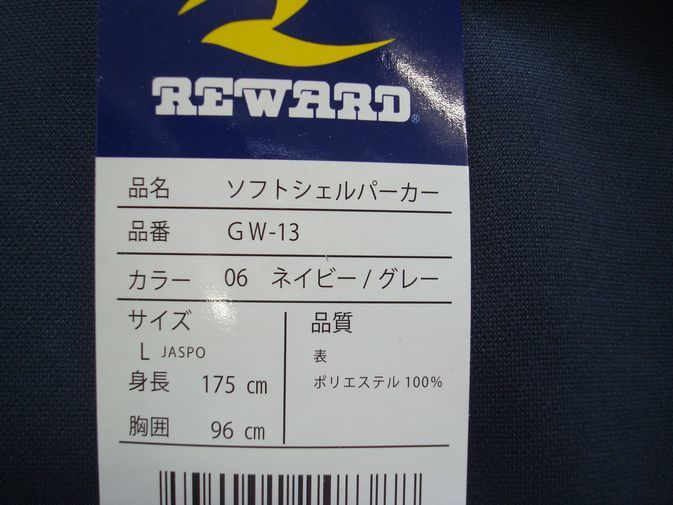 REWARD®
品名 ソフトシェルパーカー
品番 GW-13
カラー 06 ネイビー / グレー
サイズ
L JASPO
身長 175 cm
胸囲 96 cm
品質
表
ポリエステル 100%